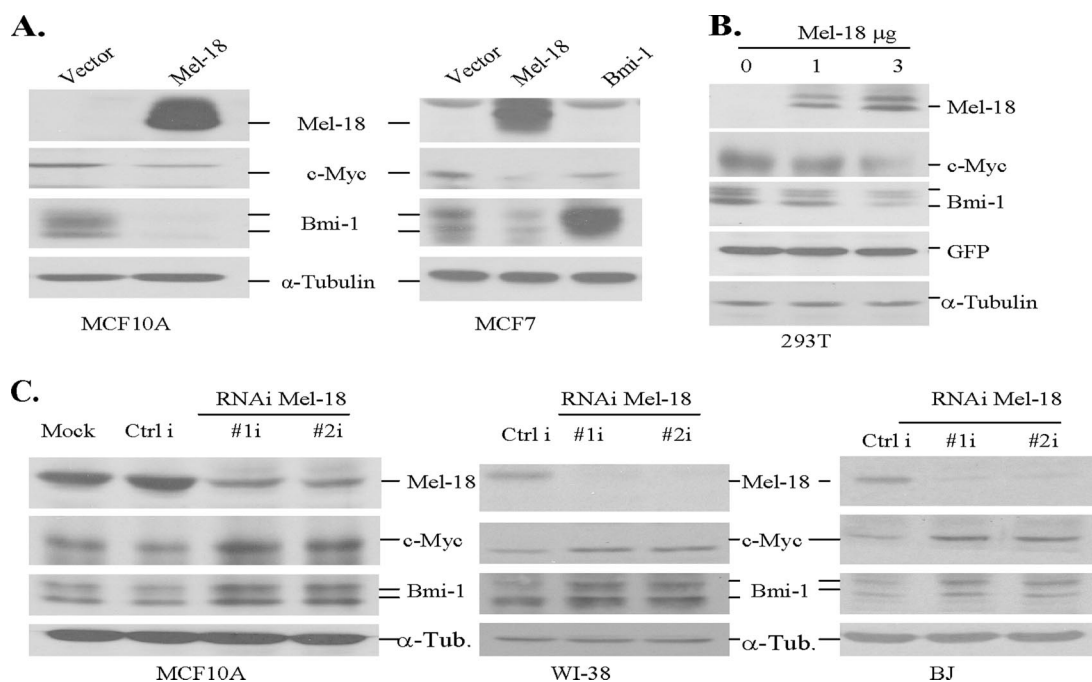 A.
Vector Mel-18
Mel-18
c-Myc
Bmi-1
α-Tubulin
MCF10A
Vector Mel-18 Bmi-1
MCF7
B.
Mel-18 µg
0 1 3
Mel-18
c-Myc
Bmi-1
GFP
α-Tubulin
293T
C.
RNAi Mel-18
Mock Ctrl i #1i #2i
Mel-18
c-Myc
Bmi-1
α-Tub.
MCF10A
RNAi Mel-18
Ctrl i #1i #2i
Mel-18
c-Myc
Bmi-1
α-Tub.
WI-38
RNAi Mel-18
Ctrl i #1i #2i
BJ